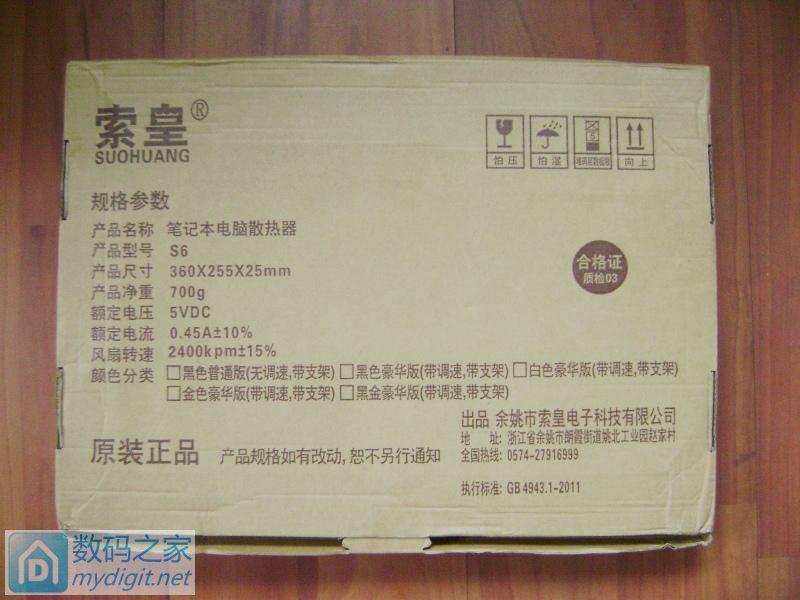 索皇®
SUOHUANG
怕压 怕湿 堆码层数极限 向上
5
规格参数
产品名称 笔记本电脑散热器
产品型号 S6
产品尺寸 360X255X25mm
产品净重 700g
额定电压 5VDC
额定电流 0.45A±10%
风扇转速 2400kpm±15%
颜色分类 □黑色普通版(无调速,带支架) □黑色豪华版(带调速,带支架) □白色豪华版(带调速,带支架)
□金色豪华版(带调速,带支架) □黑金豪华版(带调速,带支架)
合格证
质检03
原装正品 产品规格如有改动,恕不另行通知
出品 余姚市索皇电子科技有限公司
地 址: 浙江省余姚市朗霞街道姚北工业园赵家村
全国热线: 0574-27916999
执行标准: GB 4943.1-2011
数码之家
mydigit.net